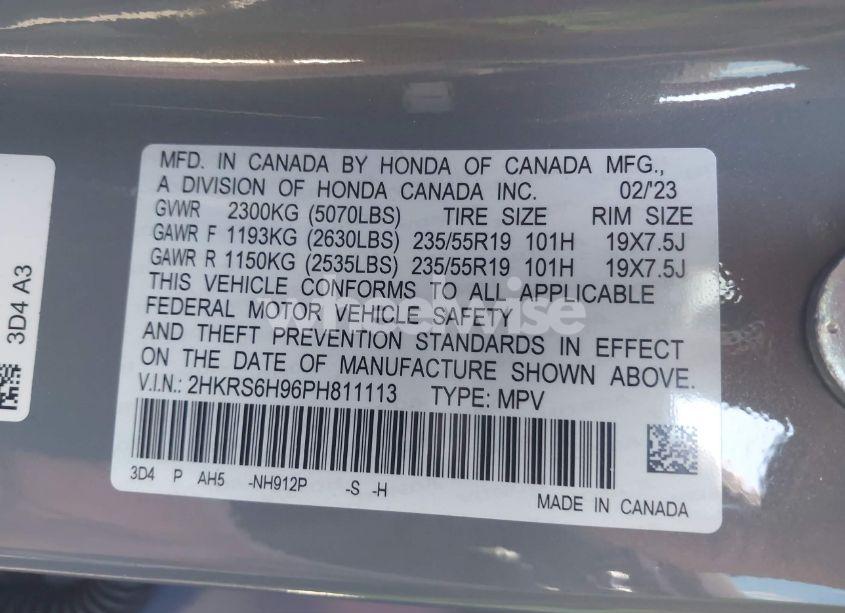 MFD. IN CANADA BY HONDA OF CANADA MFG.,
A DIVISION OF HONDA CANADA INC. 02/'23
GVWR 2300KG (5070LBS) TIRE SIZE RIM SIZE
GAWR F 1193KG (2630LBS) 235/55R19 101H 19X7.5J
GAWR R 1150KG (2535LBS) 235/55R19 101H 19X7.5J
THIS VEHICLE CONFORMS TO ALL APPLICABLE
FEDERAL MOTOR VEHICLE SAFETY
AND THEFT PREVENTION STANDARDS IN EFFECT
ON THE DATE OF MANUFACTURE SHOWN ABOVE.
V.I.N.: 2HKRS6H96PH811113 TYPE: MPV
3D4 P AH5 -NH912P -S -H
MADE IN CANADA
3D4 A3
wheelwise